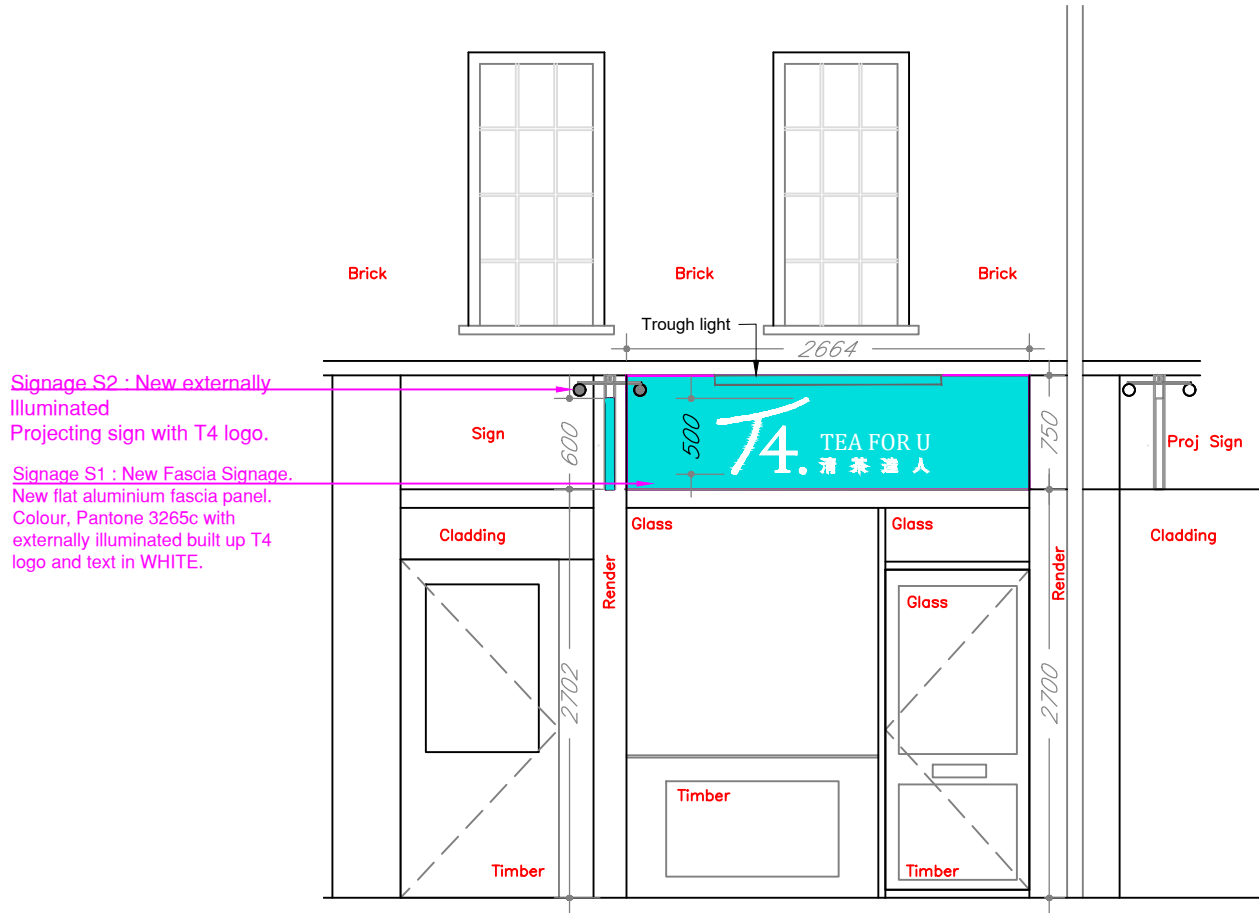 Brick
Brick
Brick
Trough light
2664
Signage S2 : New externally
Illuminated
Projecting sign with T4 logo.
Sign
600
500
T4.
TEA FOR U
清茶達人
750
Proj Sign
Signage S1 : New Fascia Signage.
New flat aluminium fascia panel.
Colour, Pantone 3265c with
externally illuminated built up T4
logo and text in WHITE.
Cladding
Glass
Glass
Cladding
Render
Render
Glass
2702
2700
Timber
Timber
Timber